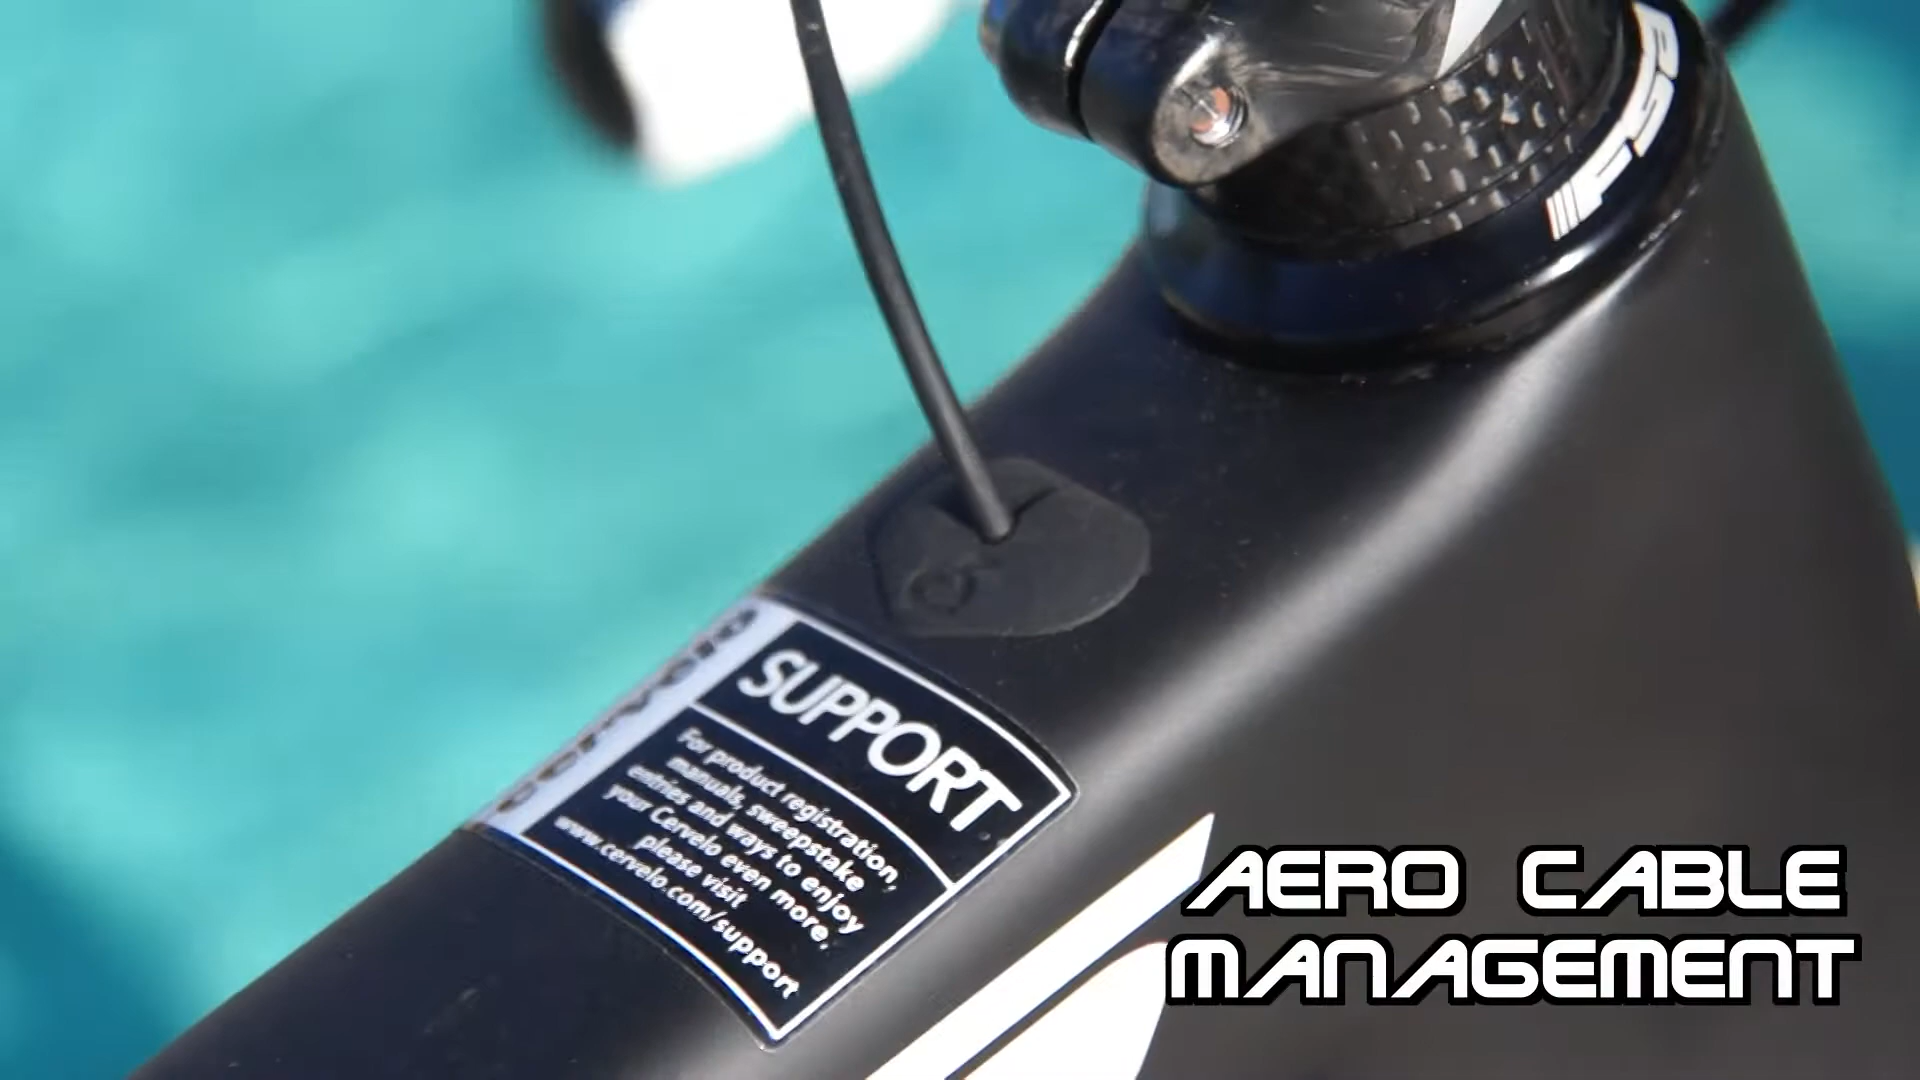 FSA
SUPPORT
For product registration,
manuals, sweepstake
entries and ways to enjoy
your Cervelo even more,
please visit
www.cervelo.com/support
AERO CABLE
MANAGEMENT